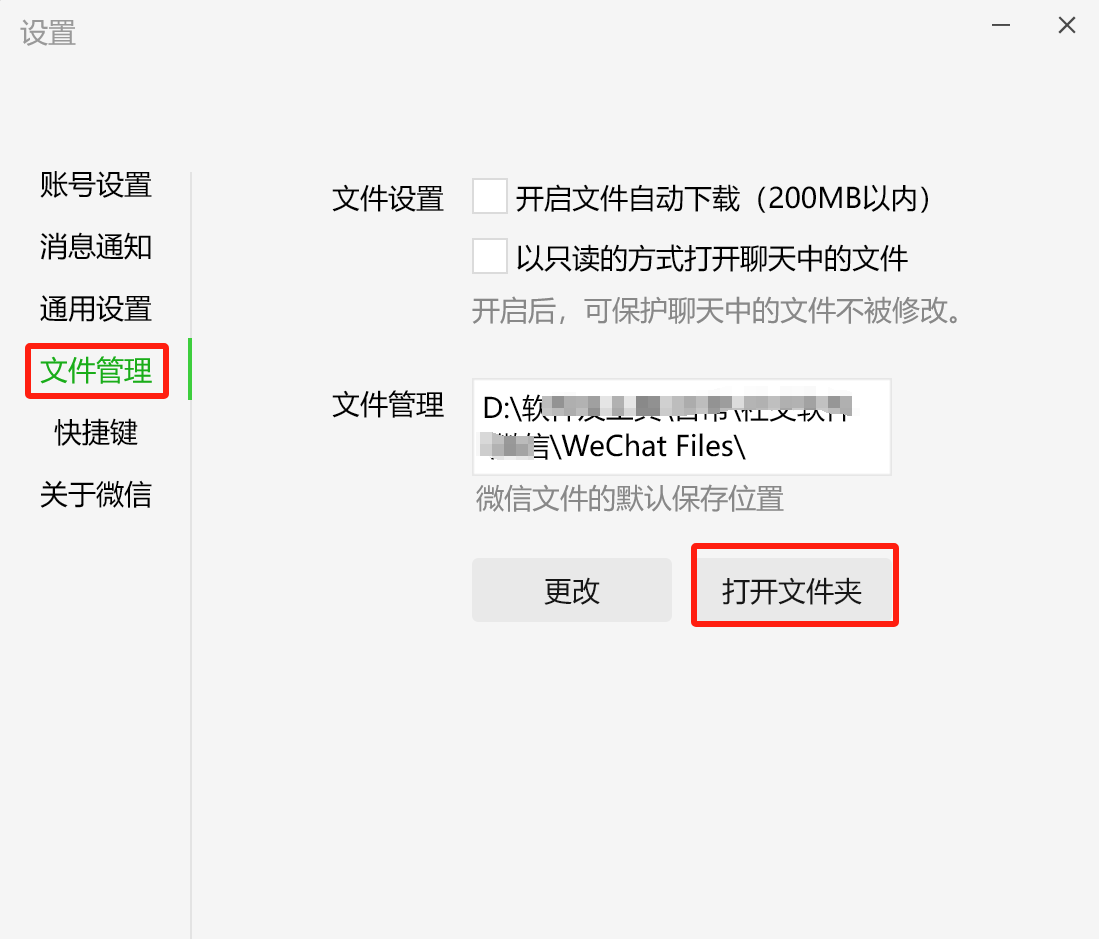 设置
账号设置
消息通知
通用设置
文件管理
快捷键
关于微信
文件设置
开启文件自动下载（200MB以内）
以只读的方式打开聊天中的文件
开启后，可保护聊天中的文件不被修改。
文件管理
D:\软
信\WeChat Files\
微信文件的默认保存位置
更改
打开文件夹